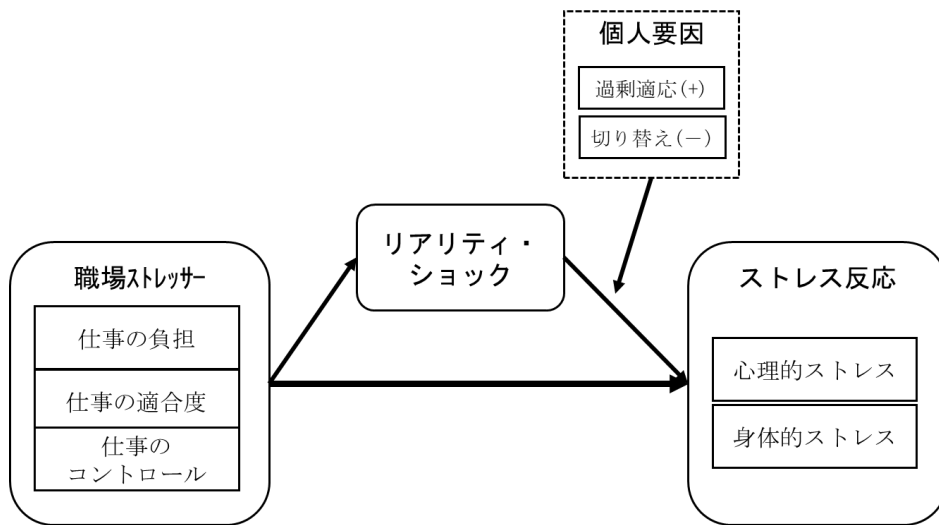 個人要因
過剰適応(+)
切り替え(－)
リアリティ・
ショック
職場ｽﾄﾚｯｻｰ
仕事の負担
仕事の適合度
仕事の
コントロール
ストレス反応
心理的ストレス
身体的ストレス